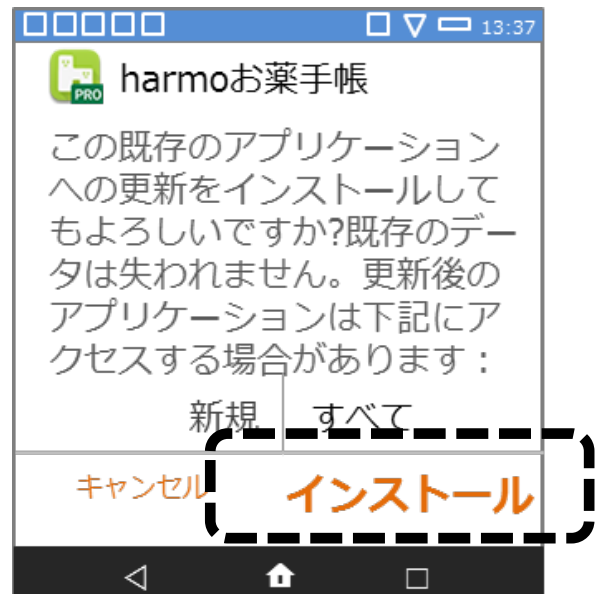 13:37
PRO
harmoお薬手帳
この既存のアプリケーション
への更新をインストールして
もよろしいですか?既存のデー
タは失われません。更新後の
アプリケーションは下記にア
クセスする場合があります：
新規 すべて
キャンセル インストール